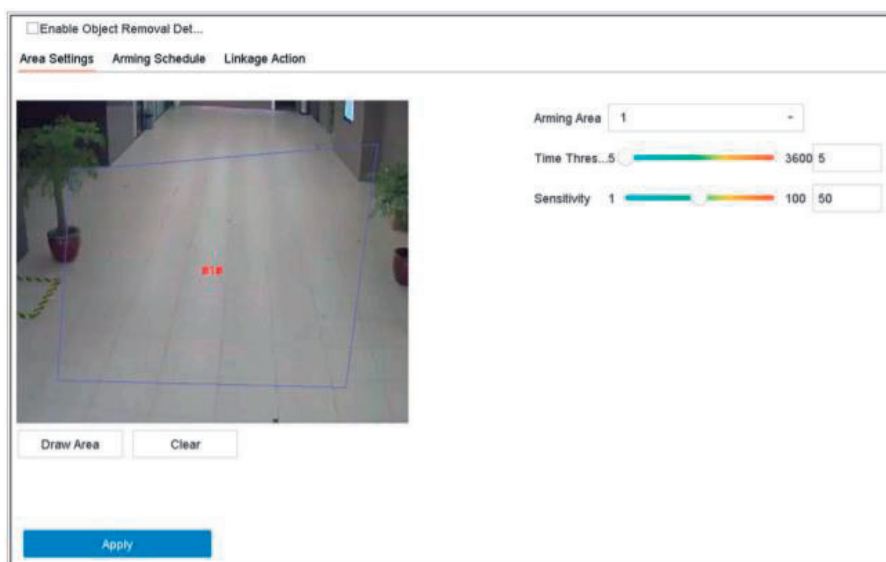 Enable Object Removal Det...
Area Settings Arming Schedule Linkage Action
Arming Area 1
Time Thres...5 3600 5
Sensitivity 1 100 50
#1#
Draw Area Clear
Apply